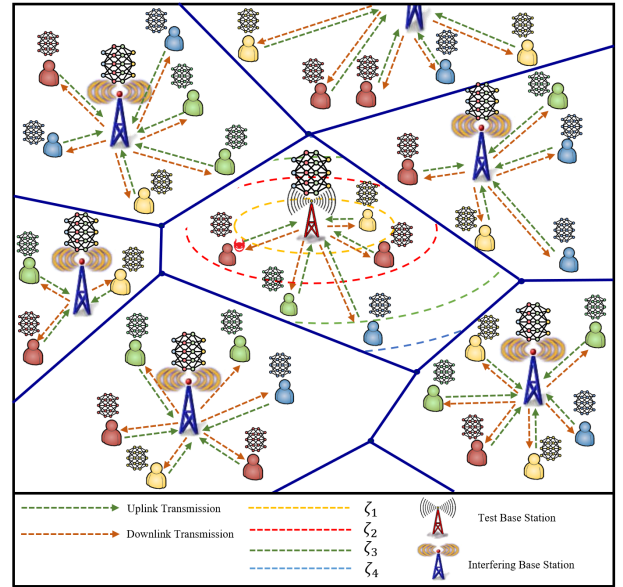 Uplink Transmission
Downlink Transmission
ζ₁
ζ₂
ζ₃
ζ₄
Test Base Station
Interfering Base Station